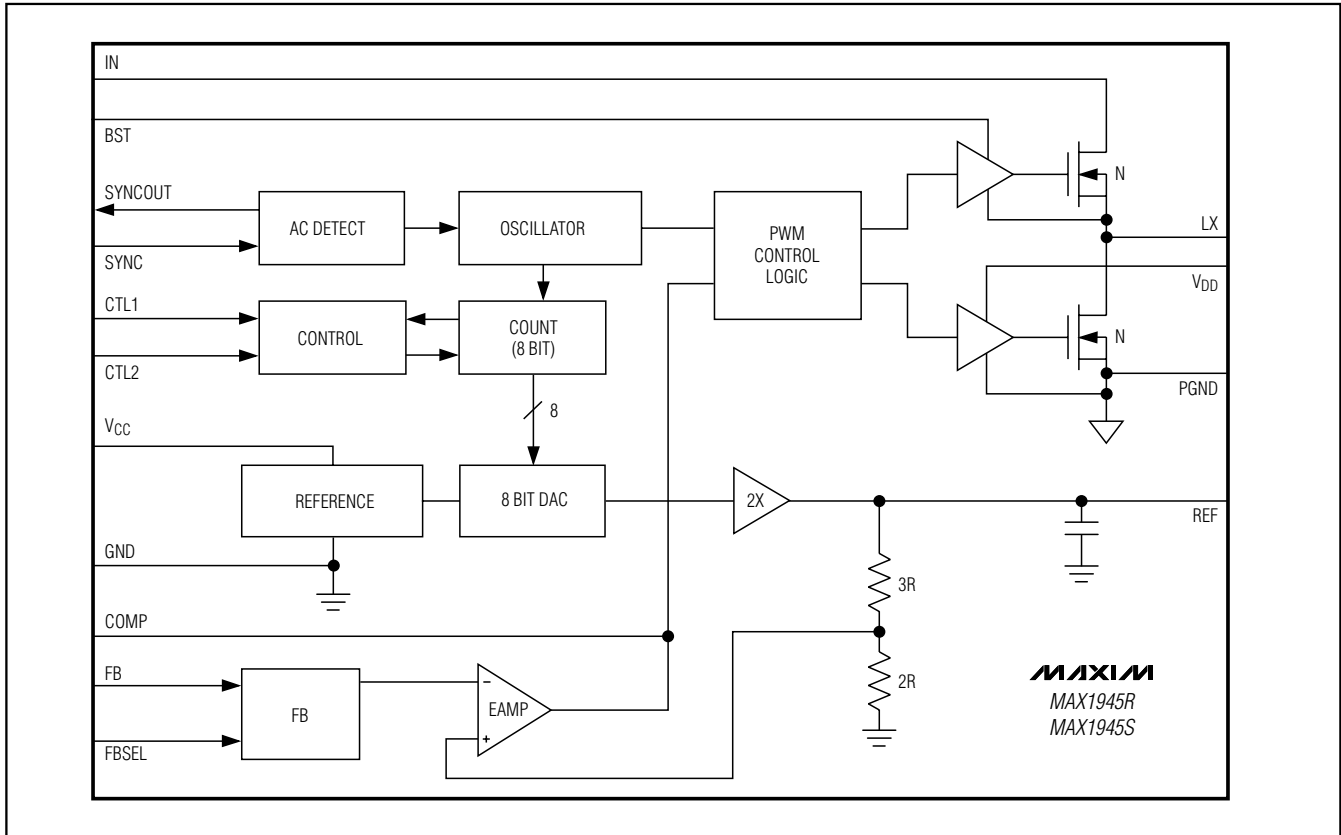 IN
BST
SYNCOUT
SYNC
CTL1
CTL2
VCC
GND
COMP
FB
FBSEL
AC DETECT
OSCILLATOR
CONTROL
COUNT
(8 BIT)
8
REFERENCE
8 BIT DAC
2X
FB
−
EAMP
+
PWM
CONTROL
LOGIC
N
N
LX
VDD
PGND
REF
3R
2R
MAXIM
MAX1945R
MAX1945S